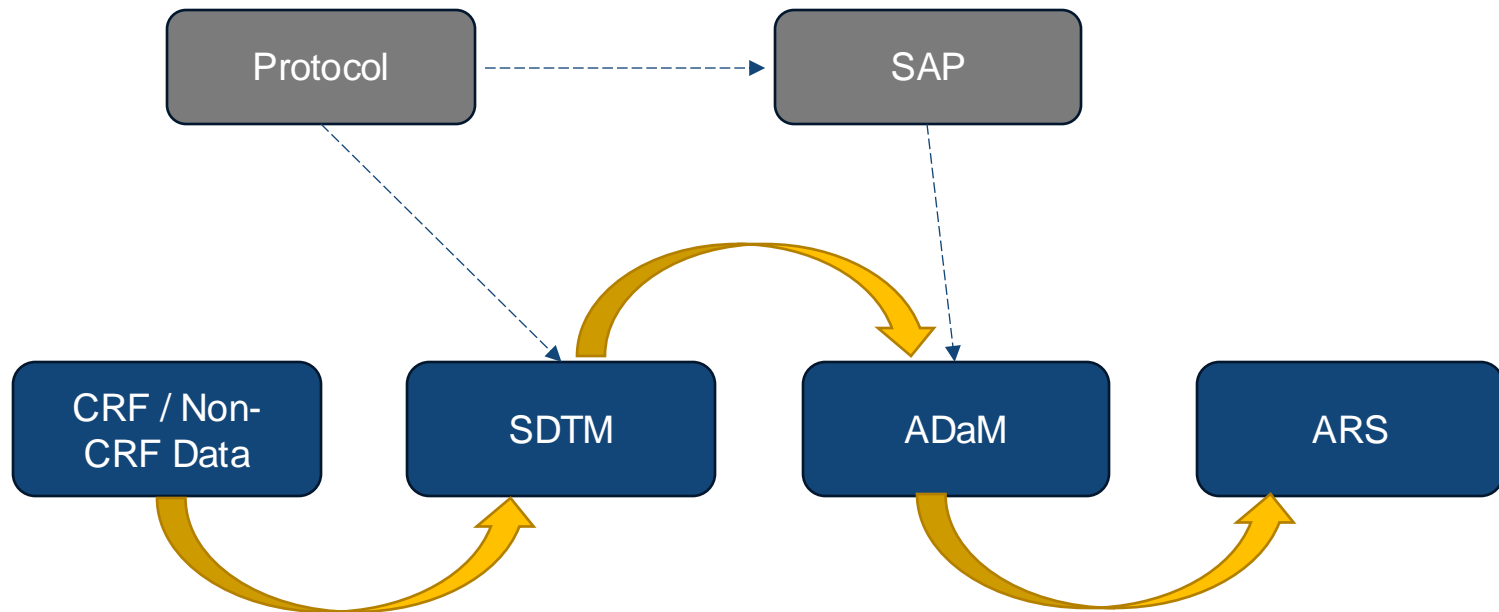 Protocol
SAP
CRF / Non-
CRF Data
SDTM
ADaM
ARS